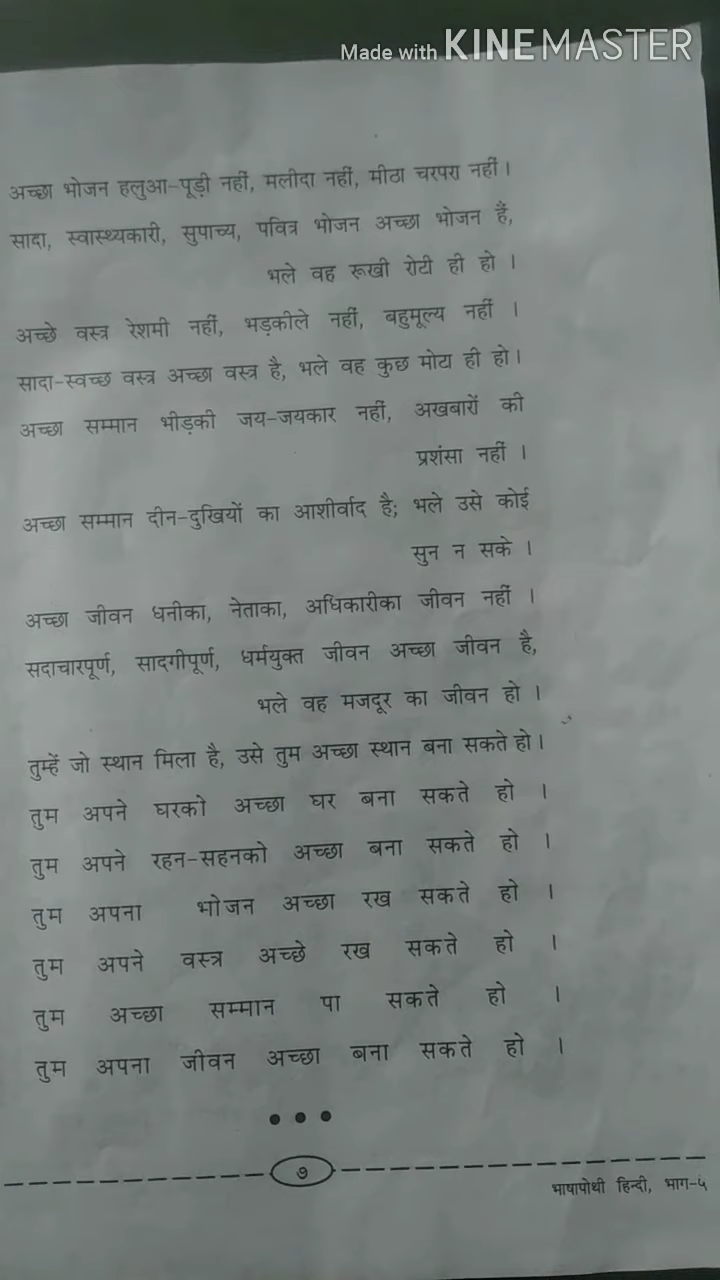 Made with KINEMASTER
अच्छा भोजन हलुआ-पूड़ी नहीं, मलीदा नहीं, मीठा चरपरा नहीं ।
सादा, स्वास्थ्यकारी, सुपाच्य, पवित्र भोजन अच्छा भोजन हैं,
भले वह रूखी रोटी ही हो ।
अच्छे वस्त्र रेशमी नहीं, भड़कीले नहीं, बहुमूल्य नहीं ।
सादा-स्वच्छ वस्त्र अच्छा वस्त्र है, भले वह कुछ मोटा ही हो ।
अच्छा सम्मान भीड़की जय-जयकार नहीं, अखबारों की
प्रशंसा नहीं ।
अच्छा सम्मान दीन-दुखियों का आशीर्वाद है; भले उसे कोई
सुन न सके ।
अच्छा जीवन धनीका, नेताका, अधिकारीका जीवन नहीं ।
सदाचारपूर्ण, सादगीपूर्ण, धर्मयुक्त जीवन अच्छा जीवन है,
भले वह मजदूर का जीवन हो ।
तुम्हें जो स्थान मिला है, उसे तुम अच्छा स्थान बना सकते हो ।
तुम अपने घरको अच्छा घर बना सकते हो ।
तुम अपने रहन-सहनको अच्छा बना सकते हो ।
तुम अपना भोजन अच्छा रख सकते हो ।
तुम अपने वस्त्र अच्छे रख सकते हो ।
तुम अच्छा सम्मान पा सकते हो ।
तुम अपना जीवन अच्छा बना सकते हो ।
७
भाषापोथी हिन्दी, भाग-५